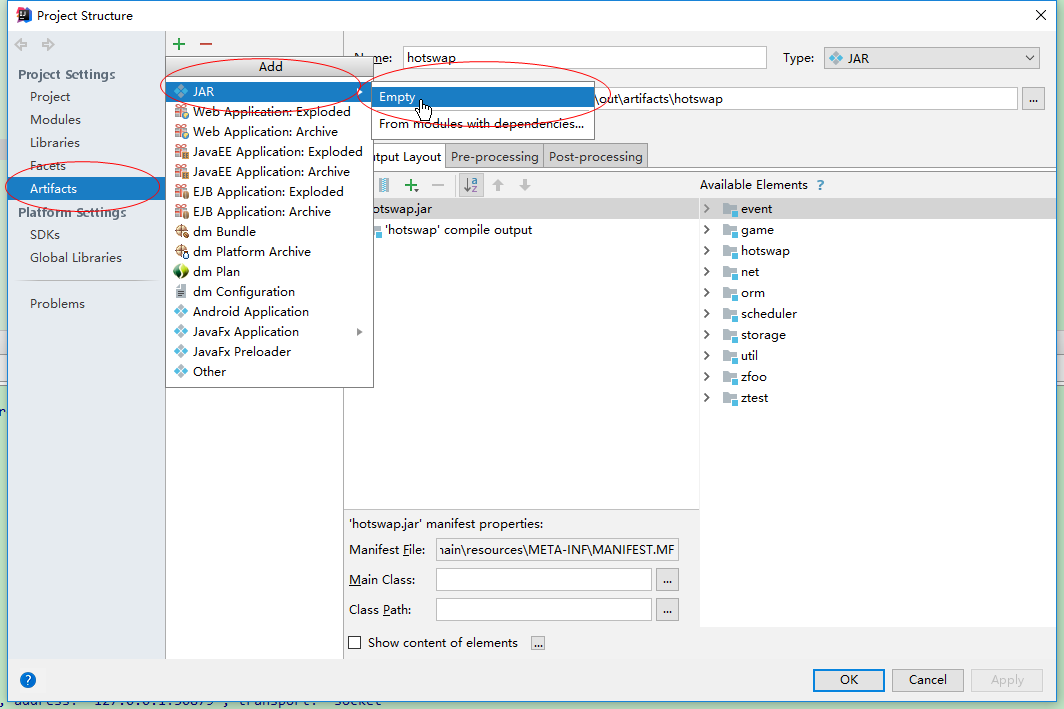 Project Structure
Project Settings
Project
Modules
Libraries
Facets
Artifacts
Platform Settings
SDKs
Global Libraries
Problems
Add
JAR
Web Application: Exploded
Web Application: Archive
JavaEE Application: Exploded
JavaEE Application: Archive
EJB Application: Exploded
EJB Application: Archive
dm Bundle
dm Platform Archive
dm Plan
dm Configuration
Android Application
JavaFx Application
JavaFx Preloader
Other
Empty
From modules with dependencies...
me: hotswap
Type: JAR
\out\artifacts\hotswap
...
utput Layout
Pre-processing
Post-processing
otswap.jar
'hotswap' compile output
Available Elements ?
event
game
hotswap
net
orm
scheduler
storage
util
zfoo
ztest
'hotswap.jar' manifest properties:
Manifest File: nain\resources\META-INF\MANIFEST.MF
Main Class: ...
Class Path: ...
Show content of elements ...
?
OK
Cancel
Apply